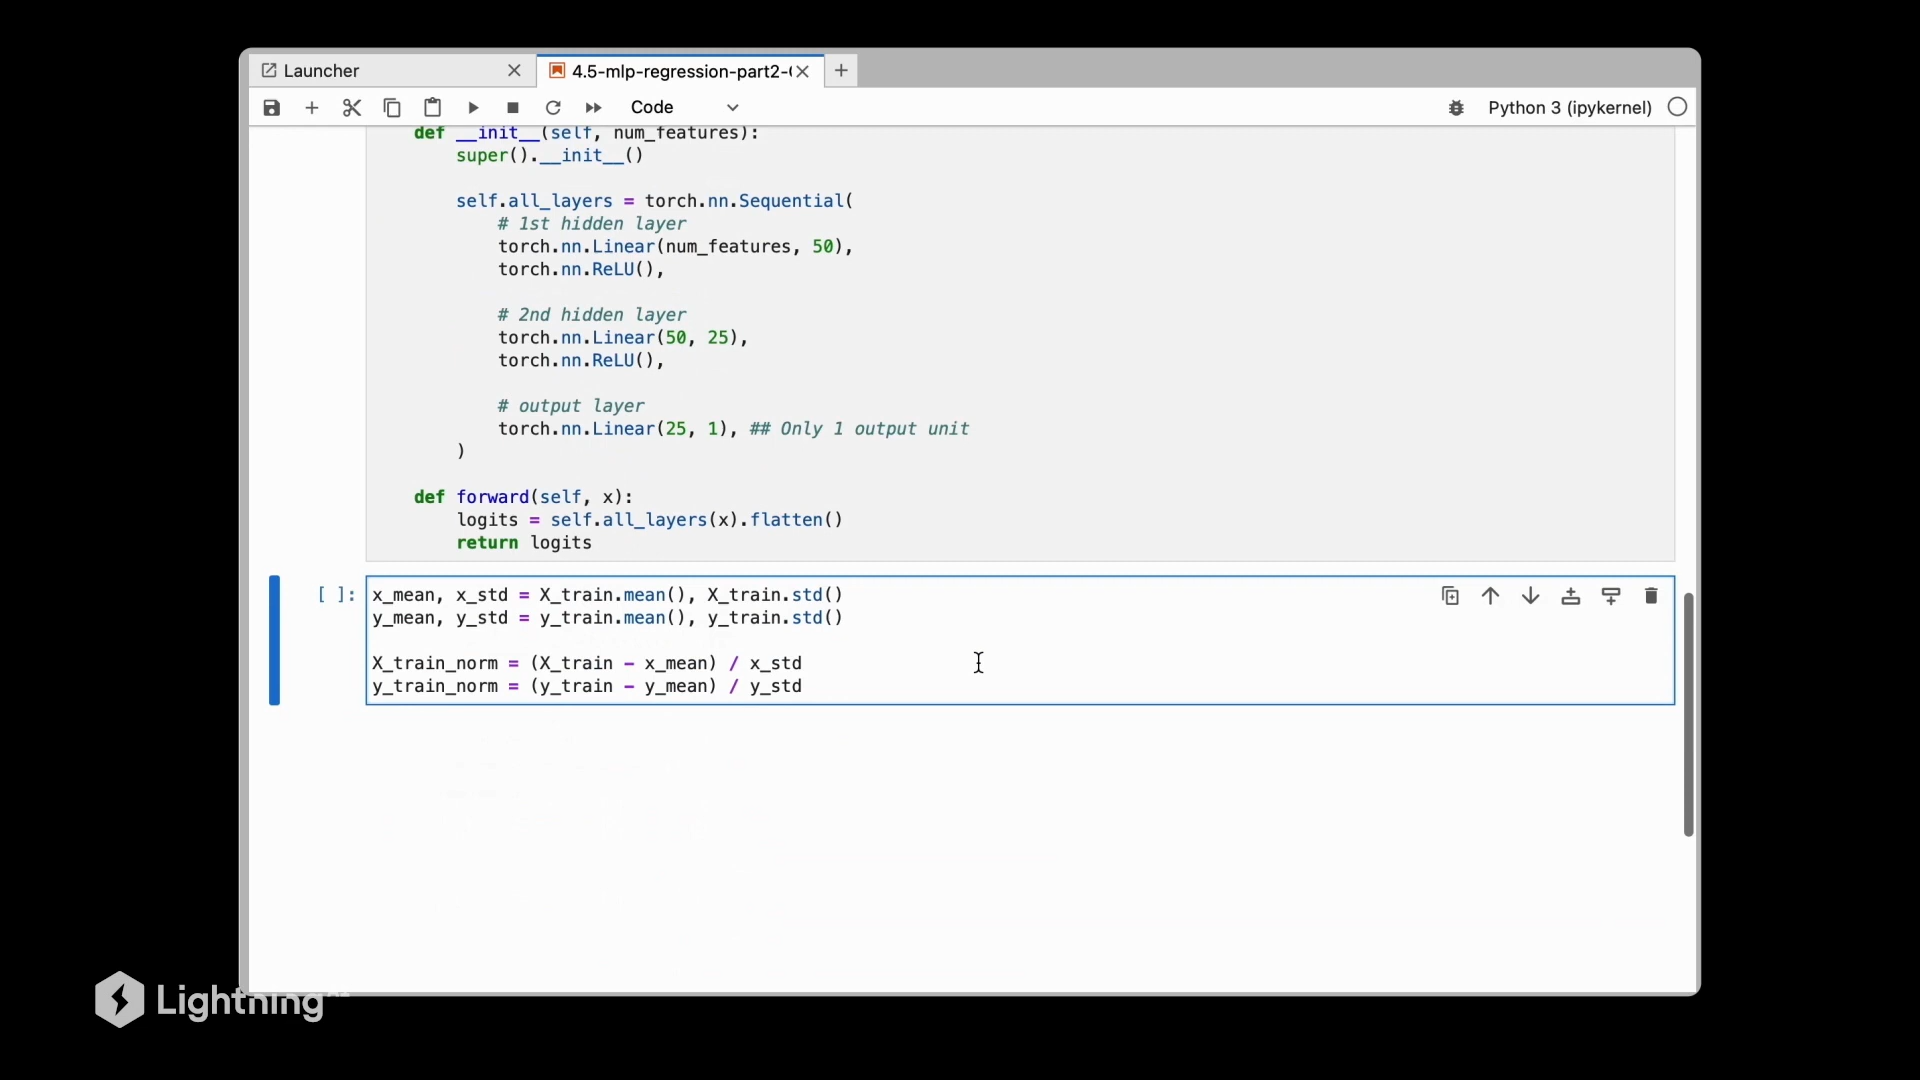 Launcher
4.5-mlp-regression-part2-
Code
Python 3 (ipykernel)
def __init__(self, num_features):
super().__init__()
self.all_layers = torch.nn.Sequential(
# 1st hidden layer
torch.nn.Linear(num_features, 50),
torch.nn.ReLU(),
# 2nd hidden layer
torch.nn.Linear(50, 25),
torch.nn.ReLU(),
# output layer
torch.nn.Linear(25, 1), ## Only 1 output unit
)
def forward(self, x):
logits = self.all_layers(x).flatten()
return logits
[ ]:
x_mean, x_std = X_train.mean(), X_train.std()
y_mean, y_std = y_train.mean(), y_train.std()
X_train_norm = (X_train - x_mean) / x_std
y_train_norm = (y_train - y_mean) / y_std
Lightning